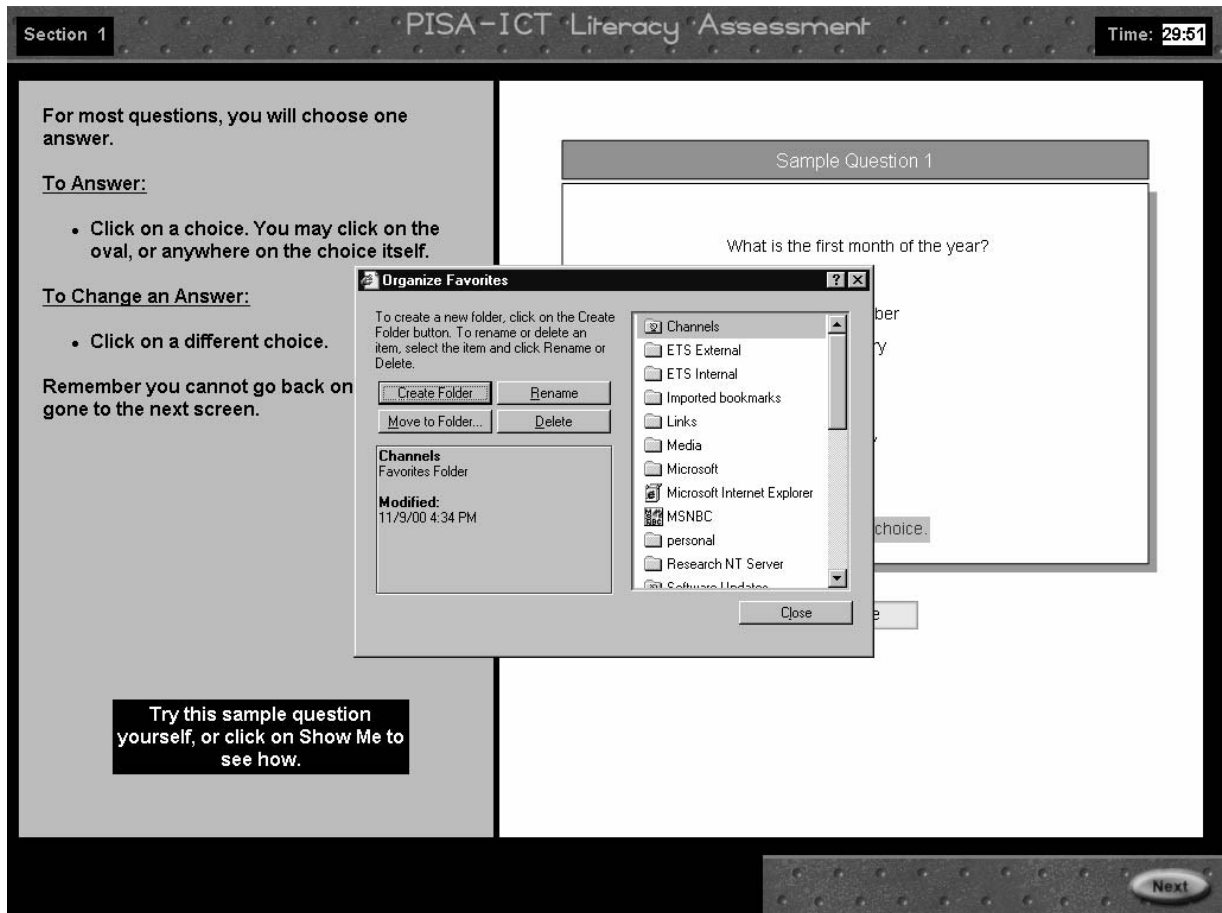 Section 1
PISA-ICT Literacy Assessment
Time: 29:51
For most questions, you will choose one
answer.
To Answer:
• Click on a choice. You may click on the
oval, or anywhere on the choice itself.
To Change an Answer:
• Click on a different choice.
Remember you cannot go back on
gone to the next screen.
Try this sample question
yourself, or click on Show Me to
see how.
Sample Question 1
What is the first month of the year?
ber
y
choice.
e
Organize Favorites
To create a new folder, click on the Create
Folder button. To rename or delete an
item, select the item and click Rename or
Delete.
Create Folder
Rename
Move to Folder...
Delete
Channels
Favorites Folder
Modified:
11/9/00 4:34 PM
Channels
ETS External
ETS Internal
Imported bookmarks
Links
Media
Microsoft
Microsoft Internet Explorer
MSNBC
personal
Research NT Server
Software Updates
Close
Next